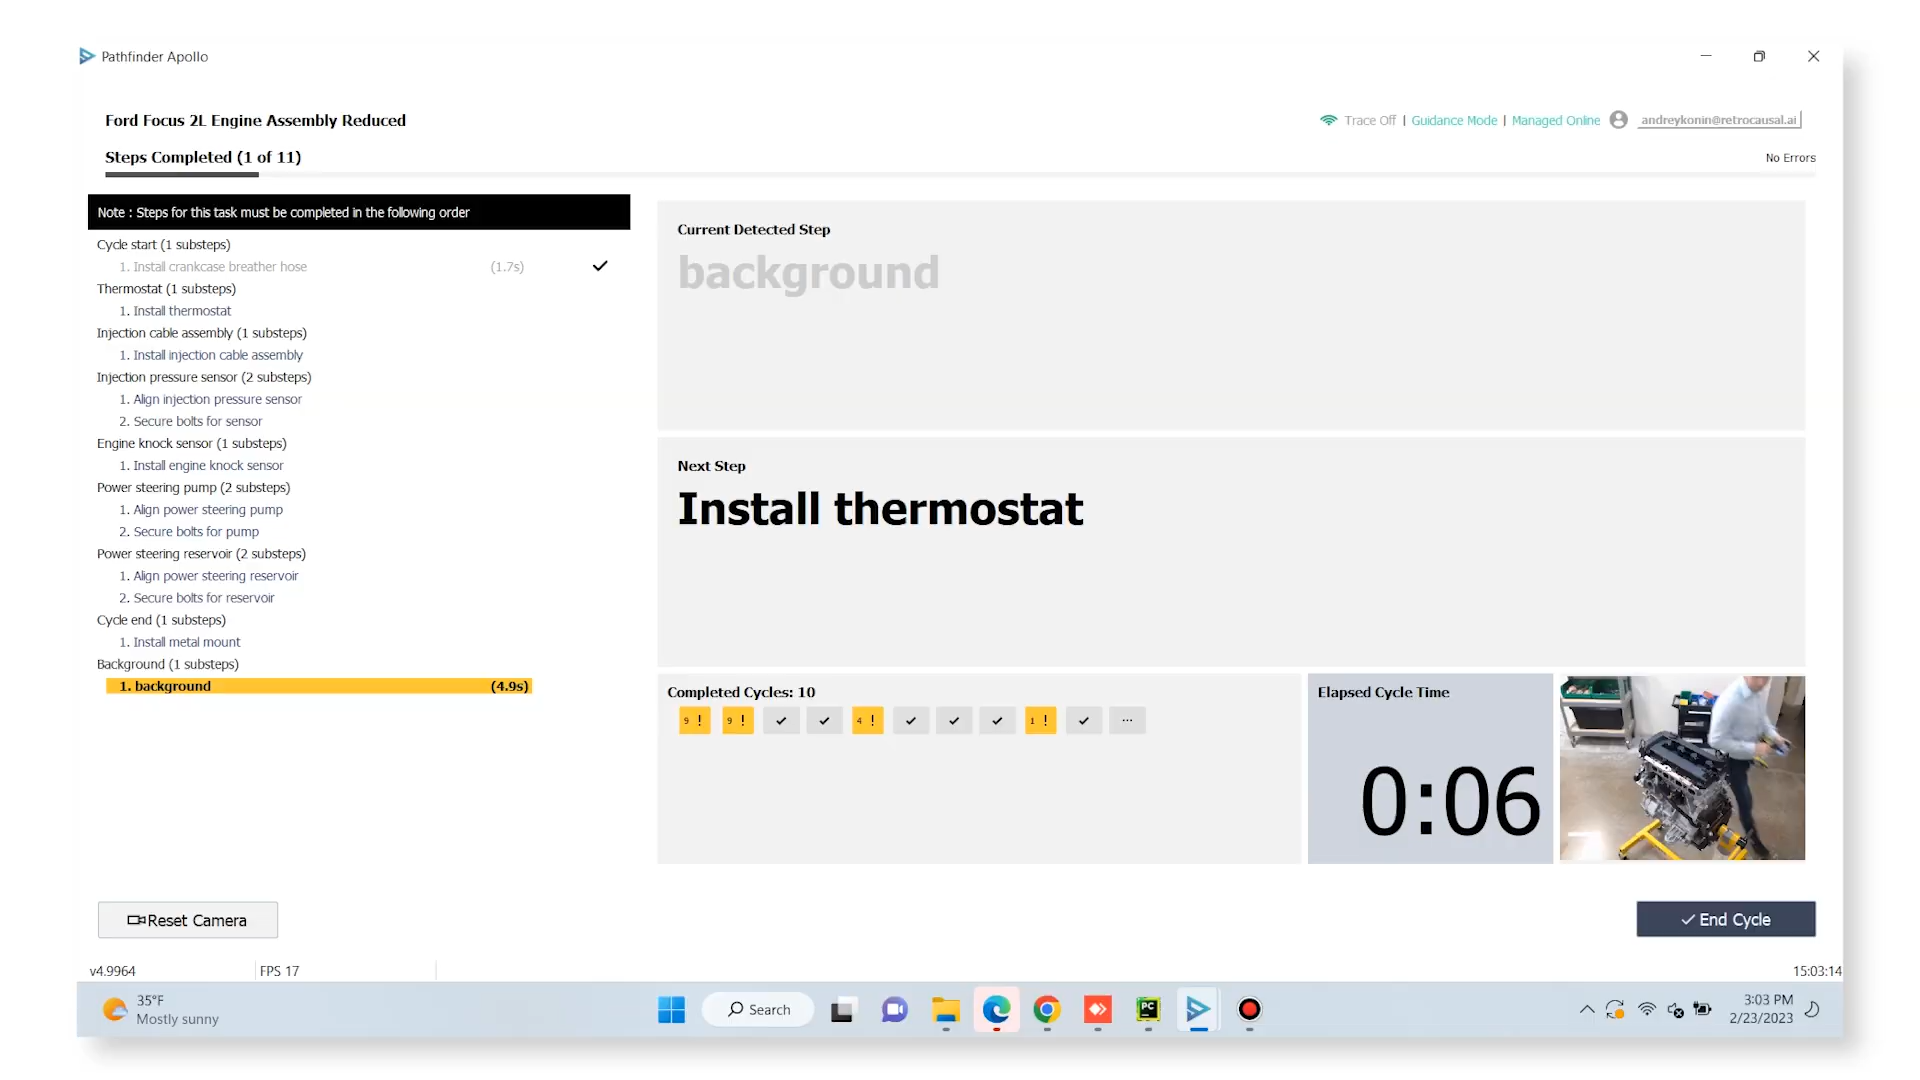 Pathfinder Apollo
Ford Focus 2L Engine Assembly Reduced
Trace Off | Guidance Mode | Managed Online andreykonin@retrocausal.ai
Steps Completed (1 of 11)
No Errors
Note : Steps for this task must be completed in the following order
Cycle start (1 substeps)
1. Install crankcase breather hose (1.7s)
Thermostat (1 substeps)
1. Install thermostat
Injection cable assembly (1 substeps)
1. Install injection cable assembly
Injection pressure sensor (2 substeps)
1. Align injection pressure sensor
2. Secure bolts for sensor
Engine knock sensor (1 substeps)
1. Install engine knock sensor
Power steering pump (2 substeps)
1. Align power steering pump
2. Secure bolts for pump
Power steering reservoir (2 substeps)
1. Align power steering reservoir
2. Secure bolts for reservoir
Cycle end (1 substeps)
1. Install metal mount
Background (1 substeps)
1. background (4.9s)
Current Detected Step
background
Next Step
Install thermostat
Completed Cycles: 10
9 ! 9 ! 4 ! 1 ! ...
Elapsed Cycle Time
0:06
Reset Camera
End Cycle
v4.9964
FPS 17
15:03:14
35°F
Mostly sunny
Search
PC
3:03 PM
2/23/2023